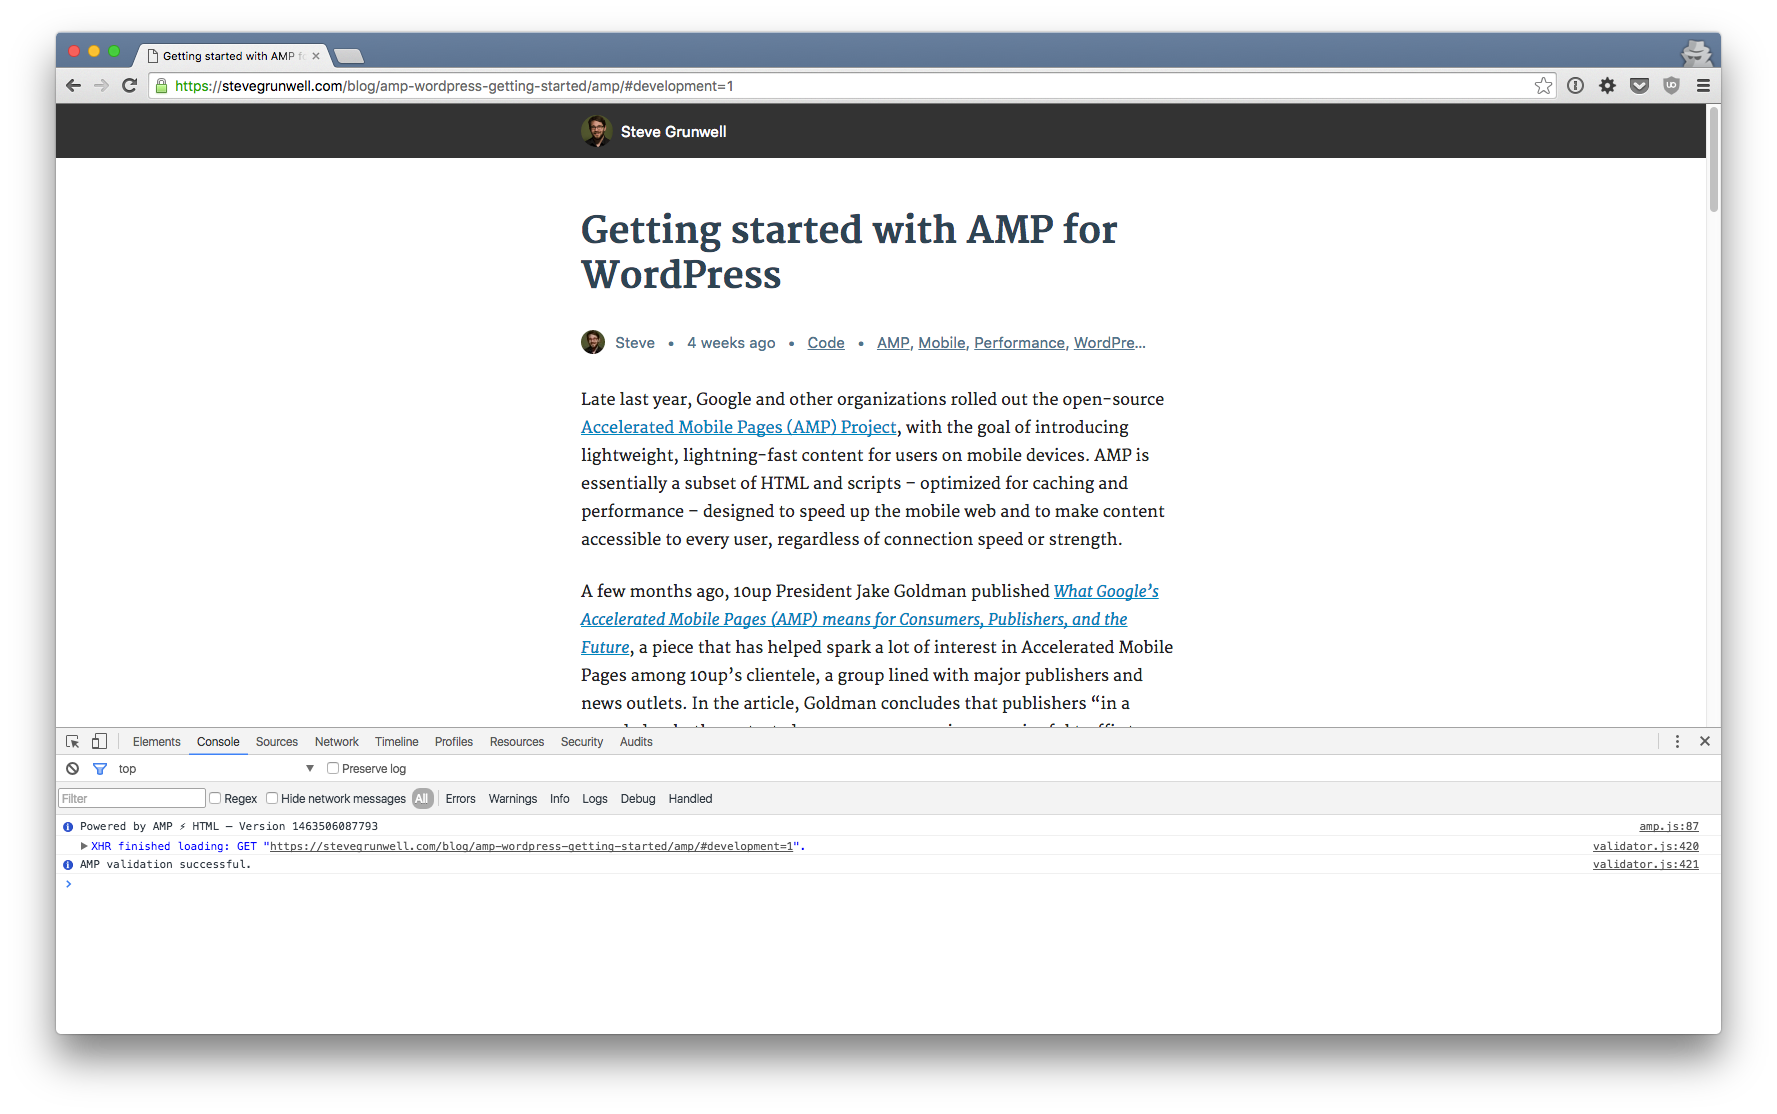 Getting started with AMP fo
https://stevegrunwell.com/blog/amp-wordpress-getting-started/amp/#development=1
Steve Grunwell
Getting started with AMP for
WordPress
Steve • 4 weeks ago • Code • AMP, Mobile, Performance, WordPre...
Late last year, Google and other organizations rolled out the open-source
Accelerated Mobile Pages (AMP) Project, with the goal of introducing
lightweight, lightning-fast content for users on mobile devices. AMP is
essentially a subset of HTML and scripts – optimized for caching and
performance – designed to speed up the mobile web and to make content
accessible to every user, regardless of connection speed or strength.
A few months ago, 10up President Jake Goldman published What Google’s
Accelerated Mobile Pages (AMP) means for Consumers, Publishers, and the
Future, a piece that has helped spark a lot of interest in Accelerated Mobile
Pages among 10up’s clientele, a group lined with major publishers and
news outlets. In the article, Goldman concludes that publishers “in a
Elements Console Sources Network Timeline Profiles Resources Security Audits
top Preserve log
Filter Regex Hide network messages All Errors Warnings Info Logs Debug Handled
Powered by AMP ⚡ HTML – Version 1463506087793 amp.js:87
XHR finished loading: GET "https://stevegrunwell.com/blog/amp-wordpress-getting-started/amp/#development=1". validator.js:420
AMP validation successful. validator.js:421